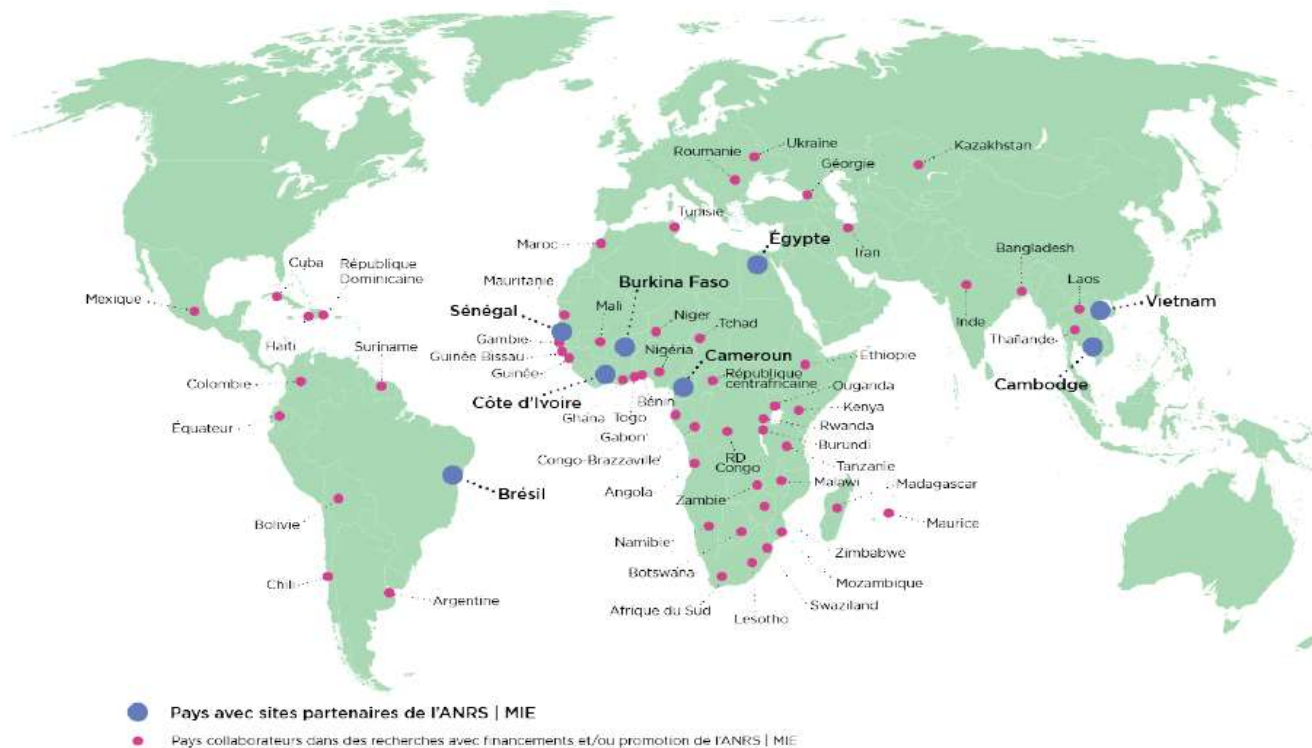 Ukraïne
Roumanie
Kazakhstan
Géorgie
Tunisie
Égypte
Maroc
Iran
Bangladesh
Cuba
République
Dominicaine
Mauritanie
Burkina Faso
Laos
Mexique
Mali
Vietnam
Sénégal
Niger
Tchad
Inde
Gambie
Thaïlande
Haïti
Suriname
Guinée Bissau
Nigéria
Cameroun
Ethiopie
Guinée
République
centrafricaine
Cambodge
Colombie
Ouganda
Côte d'Ivoire
Bénin
Kenya
Ghana
Togo
Équateur
Rwanda
Gabon
Burundi
Congo-Brazzaville
RD
Congo
Tanzanie
Angola
Zambie
Malawi
Madagascar
Brésil
Bolivie
Maurice
Namibie
Zimbabwe
Botswana
Mozambique
Chili
Argentine
Swaziland
Afrique du Sud
Lesotho
Pays avec sites partenaires de l'ANRS | MIE
Pays collaborateurs dans des recherches avec financements et/ou promotion de l'ANRS | MIE